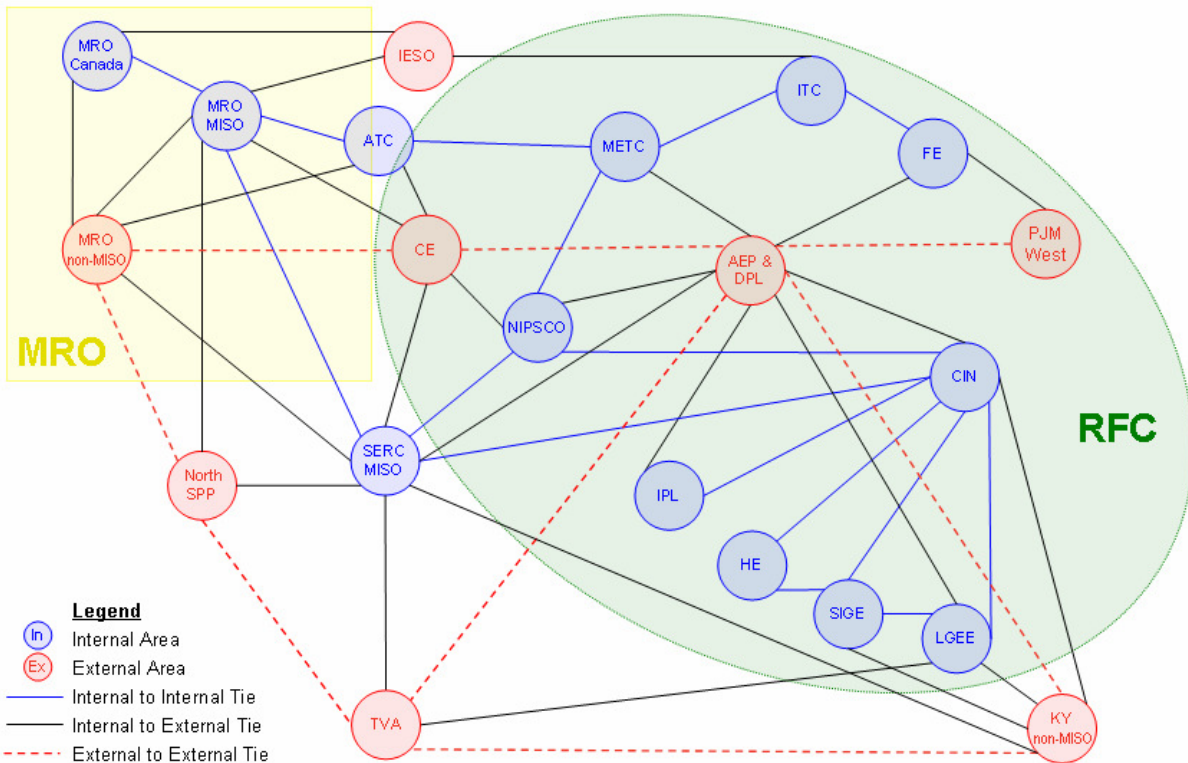 MRO
Canada
IESO
MRO
MISO
ITC
ATC
METC
FE
MRO
non-MISO
CE
AEP &
DPL
PJM
West
NIPSCO
MRO
CIN
RFC
SERC
MISO
North
SPP
IPL
HE
SIGE
LGEE
TVA
KY
non-MISO
Legend
In
Internal Area
Ex
External Area
Internal to Internal Tie
Internal to External Tie
External to External Tie